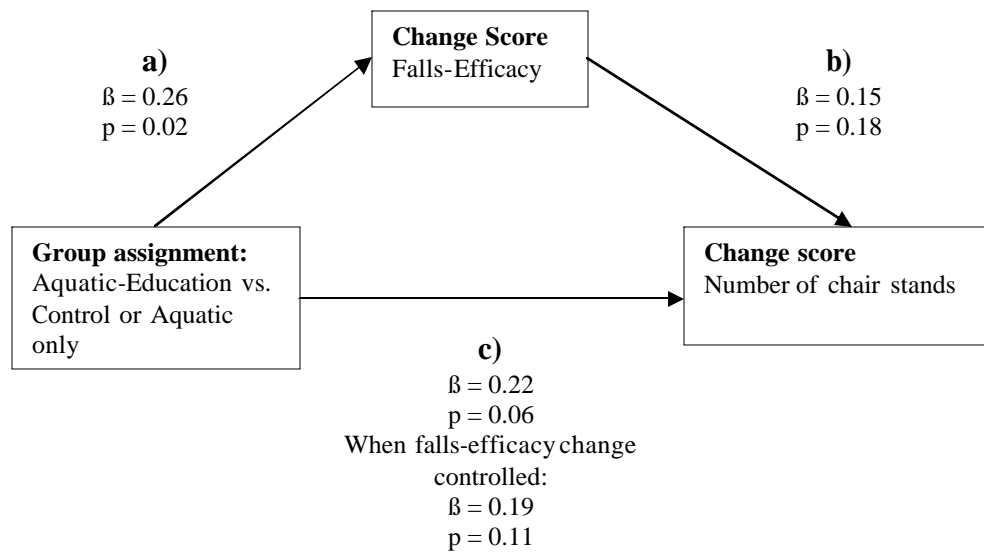 Change Score
Falls-Efficacy
a)
ß = 0.26
p = 0.02
b)
ß = 0.15
p = 0.18
Group assignment:
Aquatic-Education vs.
Control or Aquatic
only
Change score
Number of chair stands
c)
ß = 0.22
p = 0.06
When falls-efficacy change
controlled:
ß = 0.19
p = 0.11